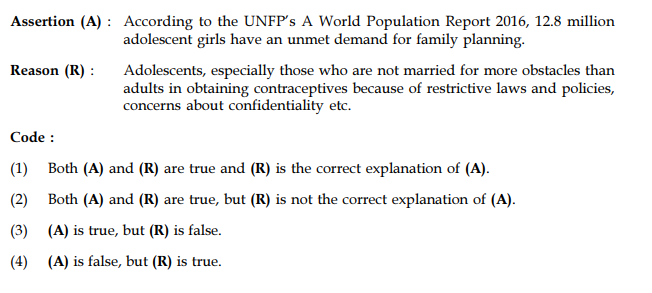 Assertion (A) : According to the UNFP's A World Population Report 2016, 12.8 million
adolescent girls have an unmet demand for family planning.
Reason (R) : Adolescents, especially those who are not married for more obstacles than
adults in obtaining contraceptives because of restrictive laws and policies,
concerns about confidentiality etc.
Code :
(1) Both (A) and (R) are true and (R) is the correct explanation of (A).
(2) Both (A) and (R) are true, but (R) is not the correct explanation of (A).
(3) (A) is true, but (R) is false.
(4) (A) is false, but (R) is true.